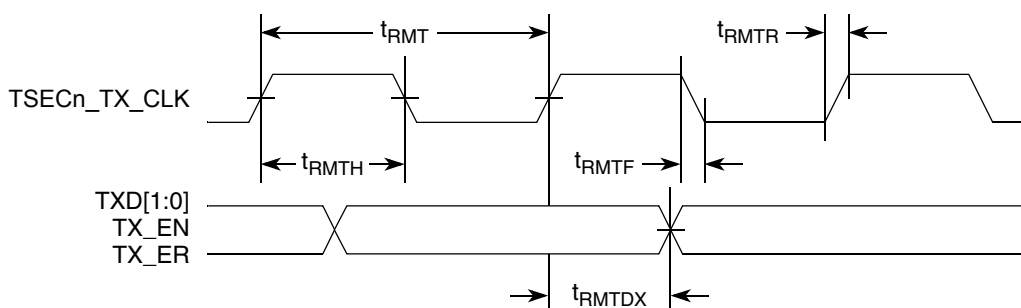 tRMT
tRMTR
TSECn_TX_CLK
tRMTH
tRMTF
TXD[1:0]
TX_EN
TX_ER
tRMTDX